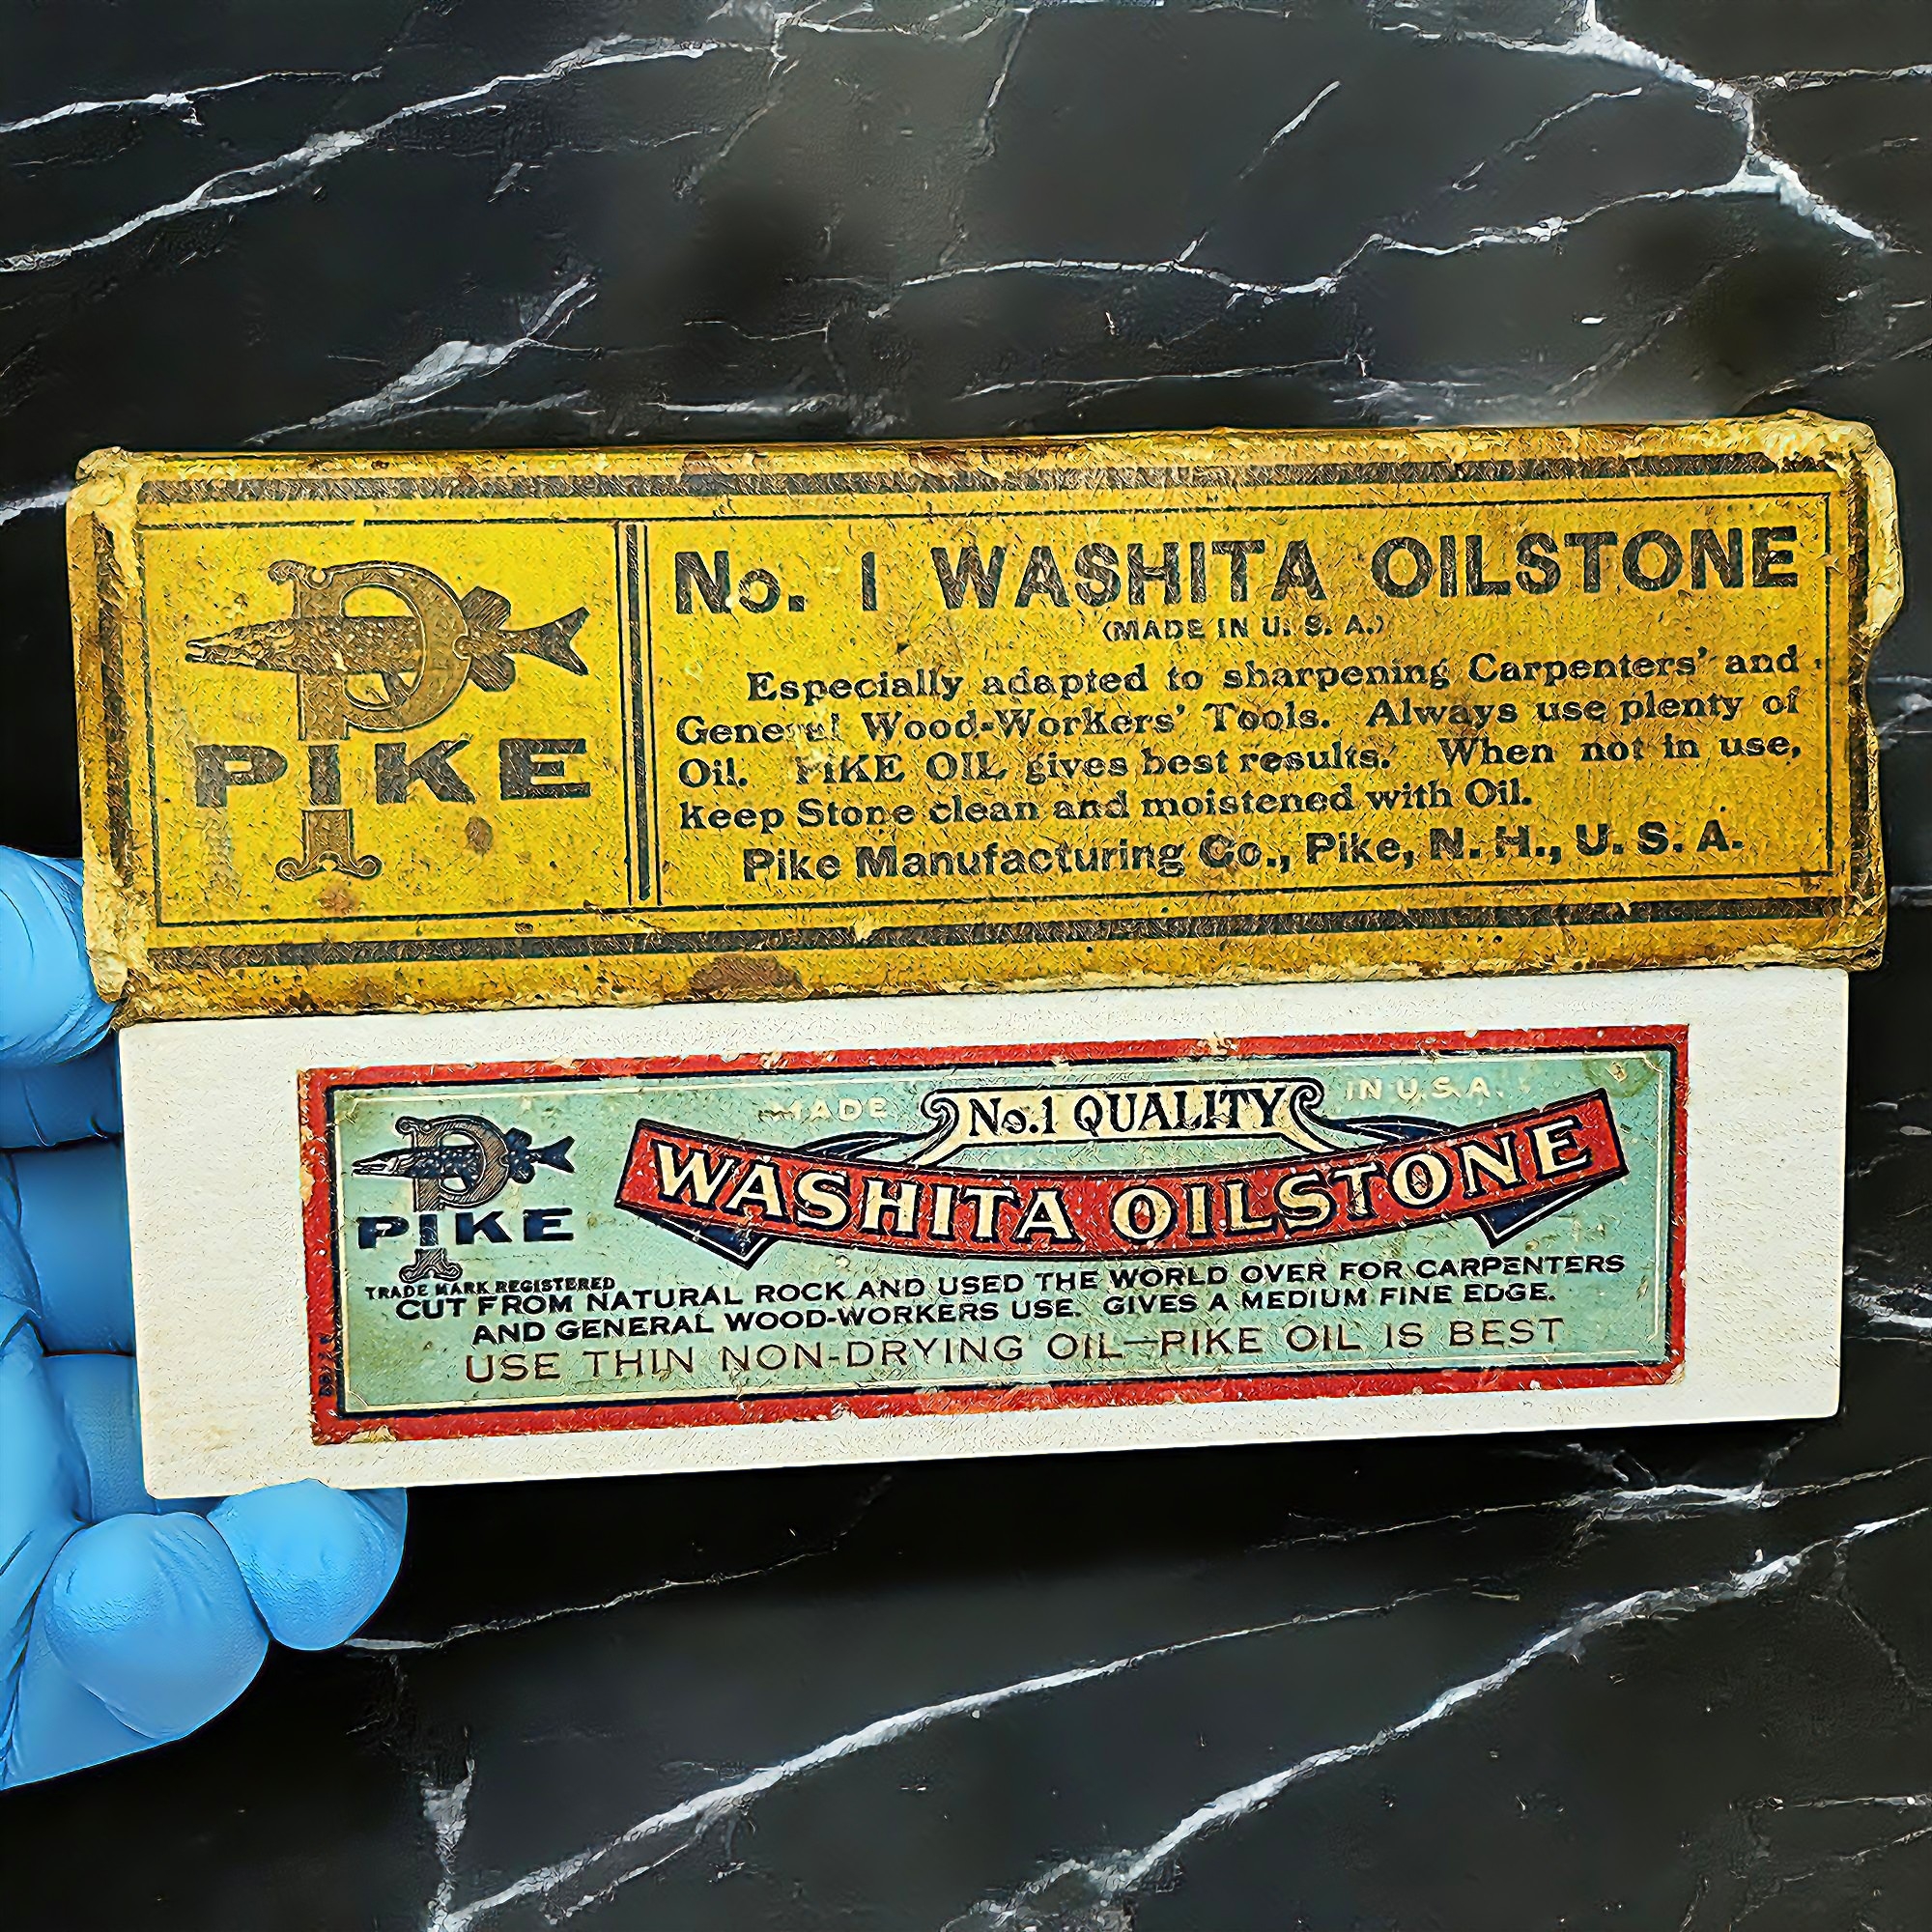 P
PIKE
No. 1 WASHITA OILSTONE
(MADE IN U. S. A.)
Especially adapted to sharpening Carpenters' and
General Wood-Workers' Tools. Always use plenty of
Oil. PIKE OIL gives best results. When not in use,
keep Stone clean and moistened with Oil.
Pike Manufacturing Co., Pike, N. H., U. S. A.
MADE IN U.S.A.
No.1 QUALITY
WASHITA OILSTONE
P
PIKE
TRADE MARK REGISTERED
CUT FROM NATURAL ROCK AND USED THE WORLD OVER FOR CARPENTERS
AND GENERAL WOOD-WORKERS USE. GIVES A MEDIUM FINE EDGE.
USE THIN NON-DRYING OIL—PIKE OIL IS BEST